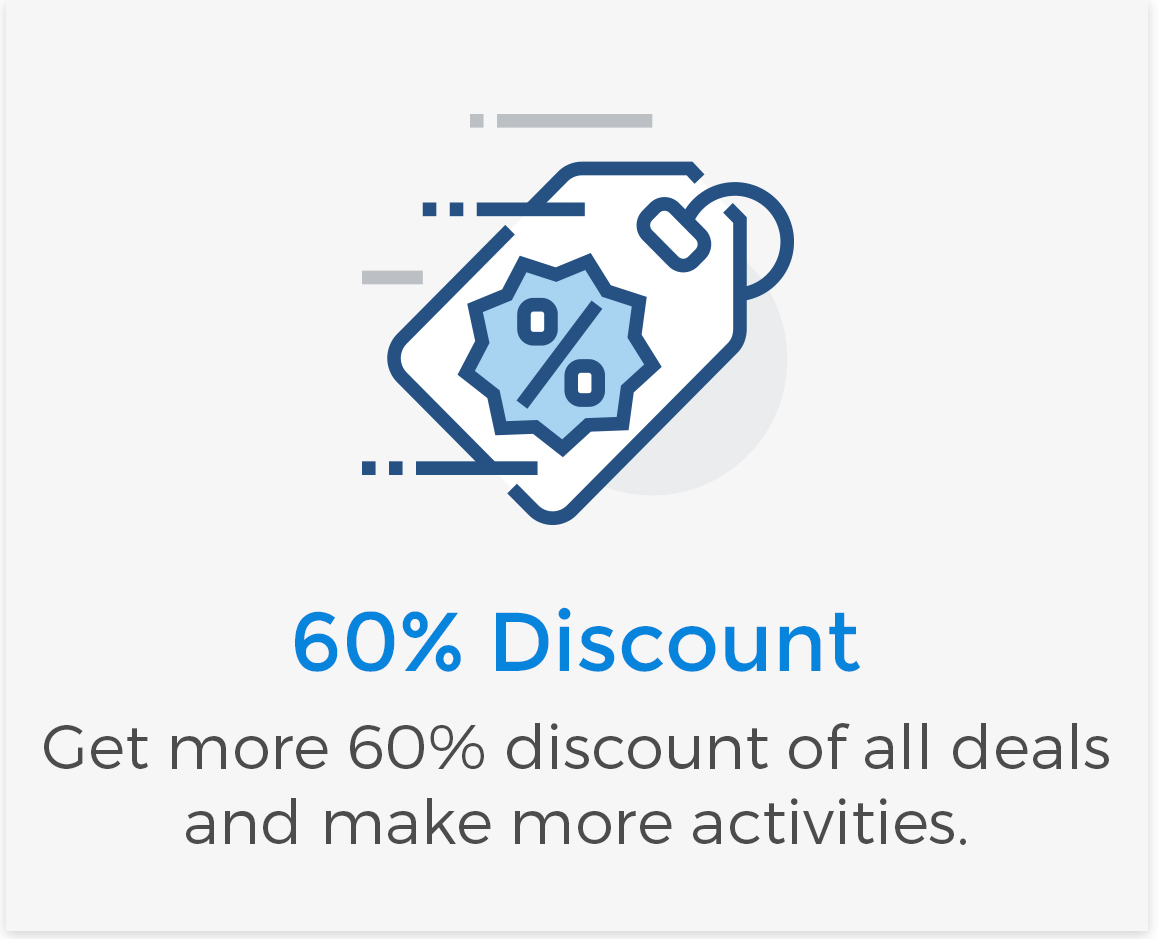 %
60% Discount
Get more 60% discount of all deals
and make more activities.